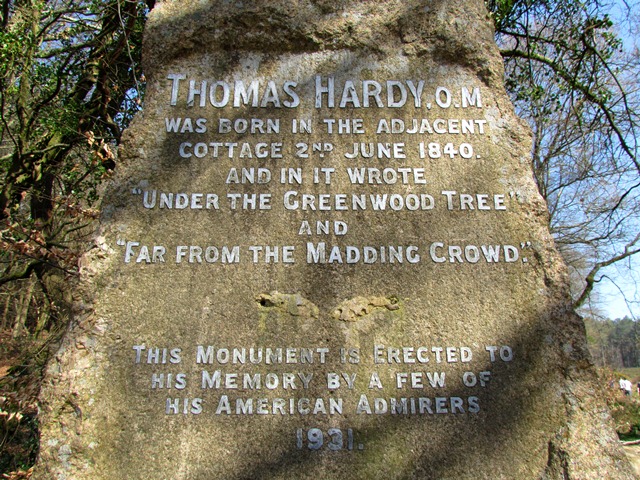 THOMAS HARDY, O.M
WAS BORN IN THE ADJACENT
COTTAGE 2ND JUNE 1840.
AND IN IT WROTE
"UNDER THE GREENWOOD TREE"
AND
"FAR FROM THE MADDING CROWD".
THIS MONUMENT IS ERECTED TO
HIS MEMORY BY A FEW OF
HIS AMERICAN ADMIRERS
1931.